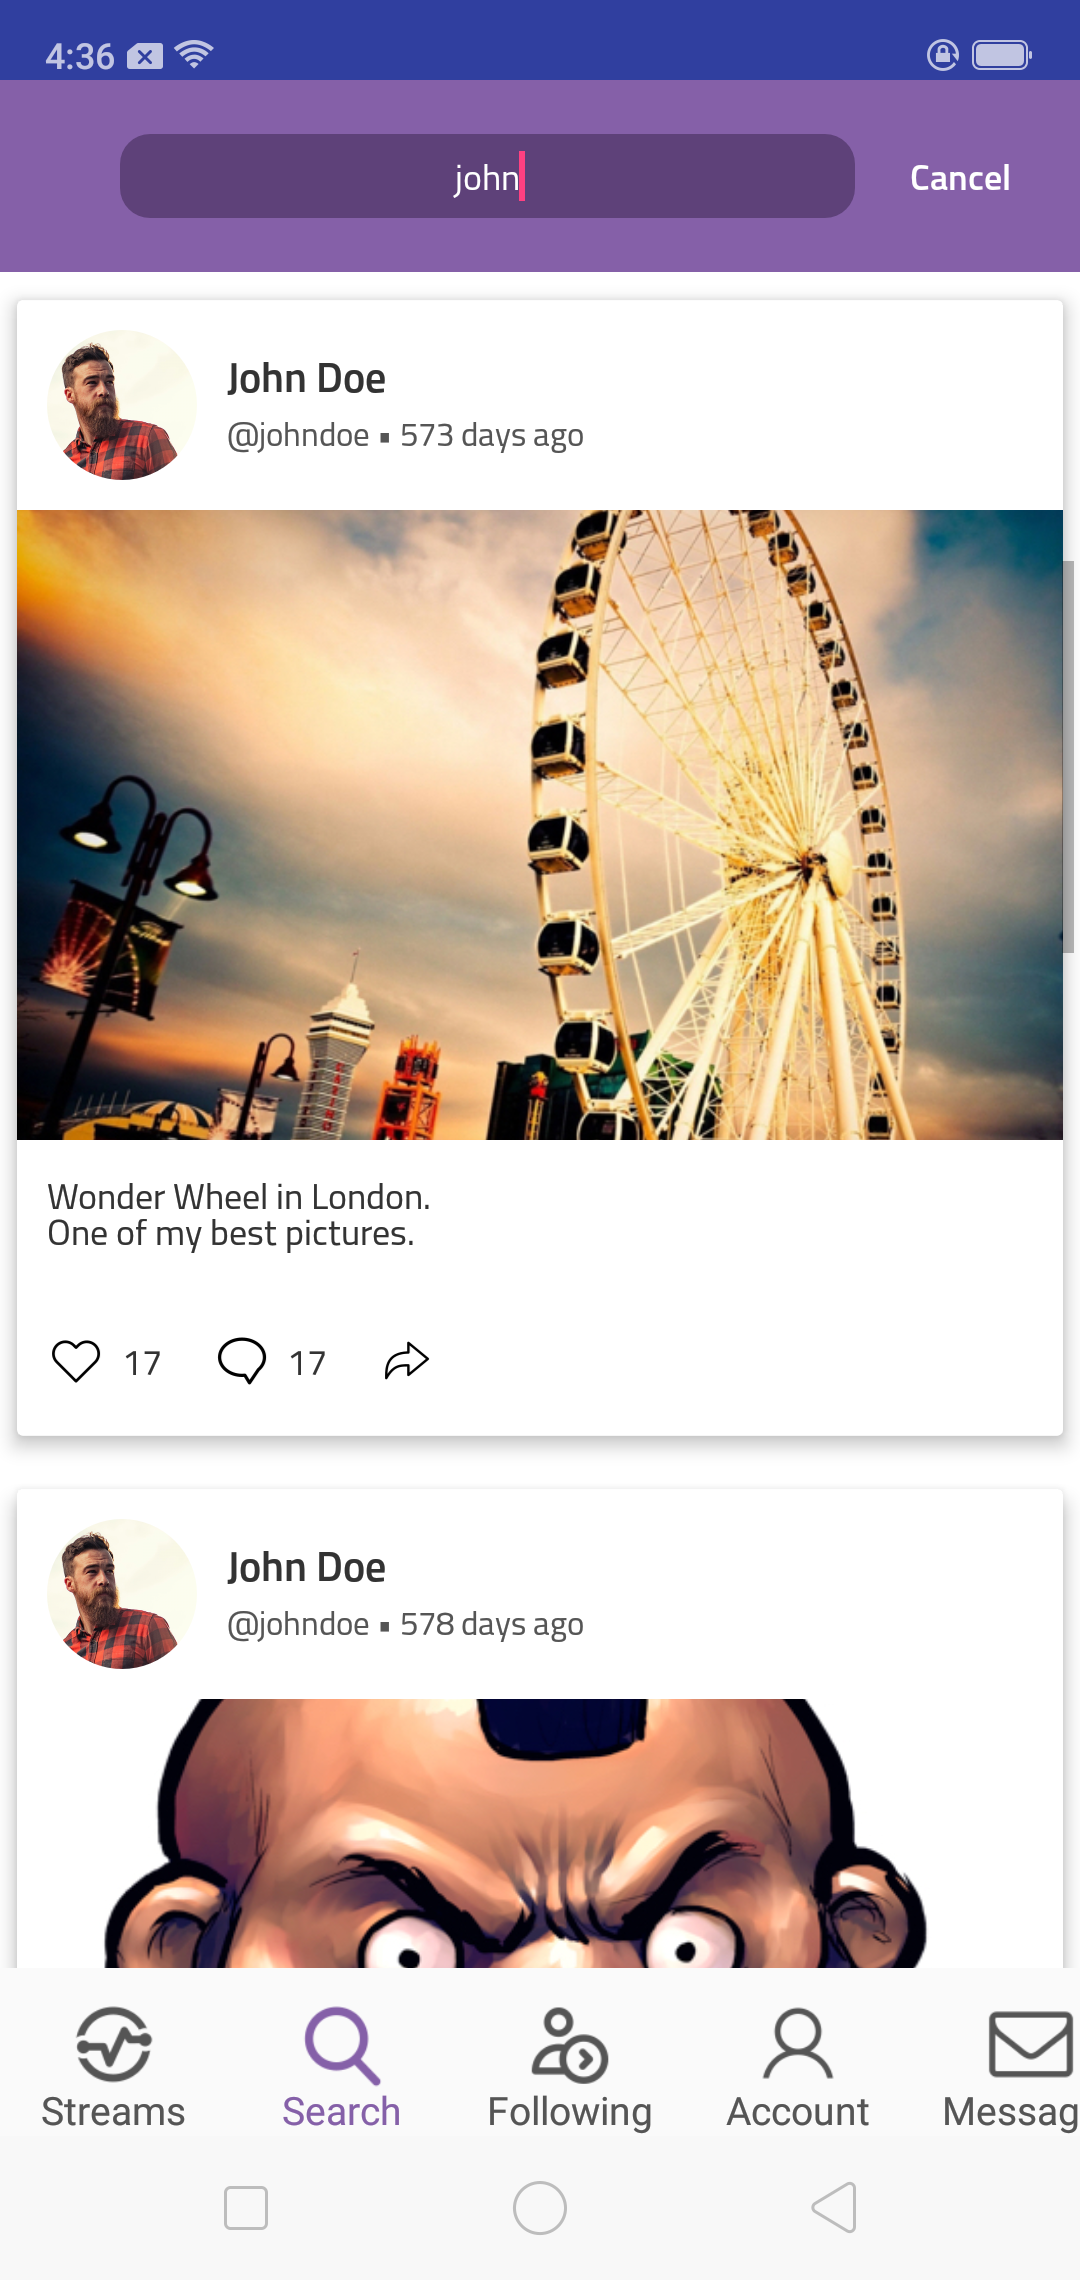 4:36
john
Cancel
John Doe
@johndoe ▪ 573 days ago
Wonder Wheel in London.
One of my best pictures.
17
17
John Doe
@johndoe ▪ 578 days ago
Streams
Search
Following
Account
Messag